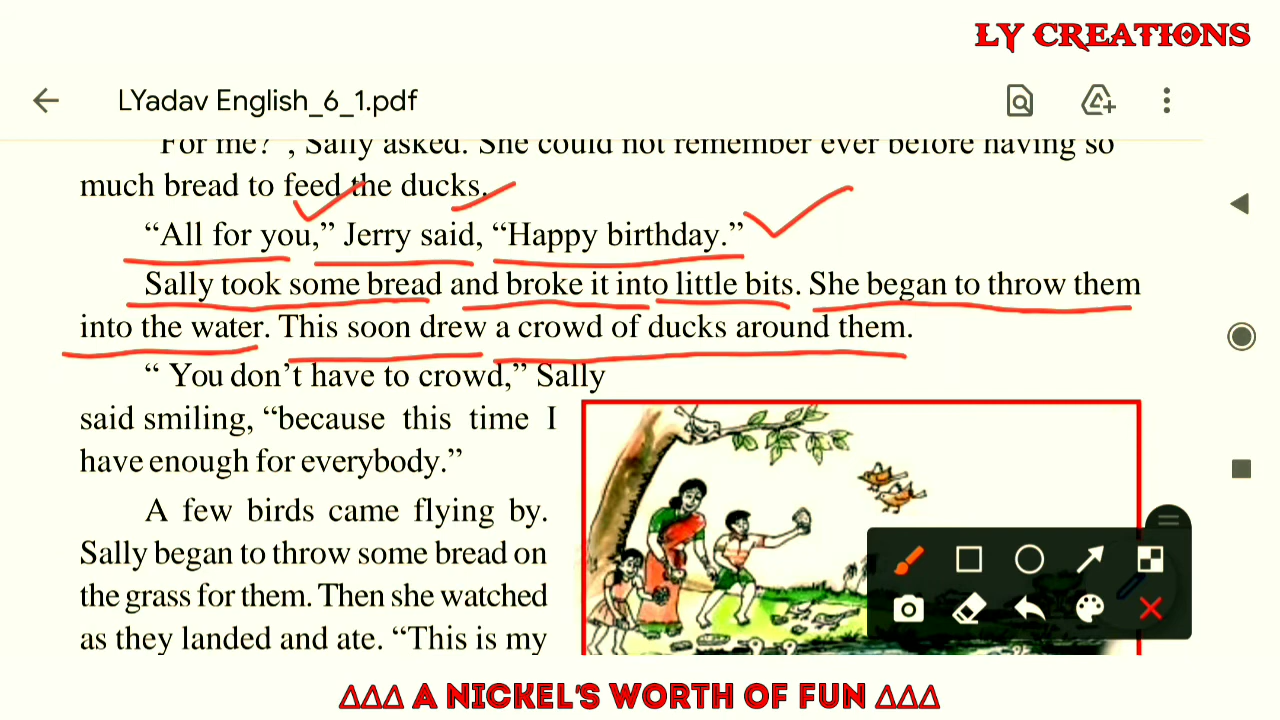 LY CREATIONS
LYadav English_6_1.pdf
"For me?", Sally asked. She could not remember ever before having so
much bread to feed the ducks.
“All for you,” Jerry said, “Happy birthday.”
Sally took some bread and broke it into little bits. She began to throw them
into the water. This soon drew a crowd of ducks around them.
“ You don’t have to crowd,” Sally
said smiling, “because this time I
have enough for everybody.”
A few birds came flying by.
Sally began to throw some bread on
the grass for them. Then she watched
as they landed and ate. “This is my
ΔΔΔ A NICKEL'S WORTH OF FUN ΔΔΔ